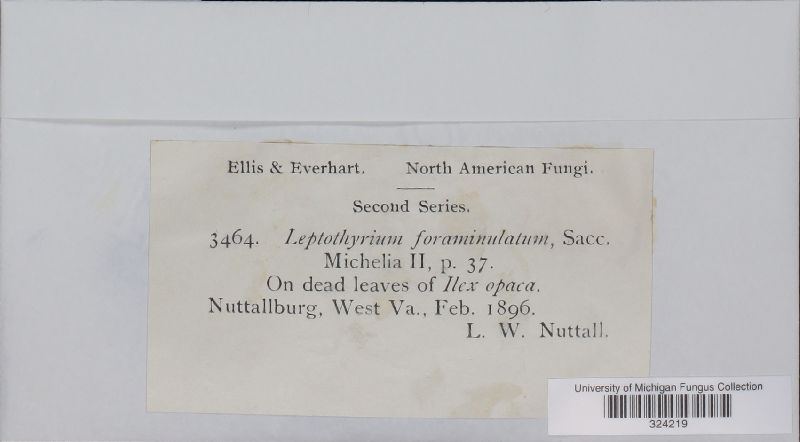 Ellis & Everhart. North American Fungi.
Second Series.
3464. Leptothyrium foraminulatum, Sacc.
Michelia II, p. 37.
On dead leaves of Ilex opaca.
Nuttallburg, West Va., Feb. 1896.
L. W. Nuttall.
University of Michigan Fungus Collection
324219